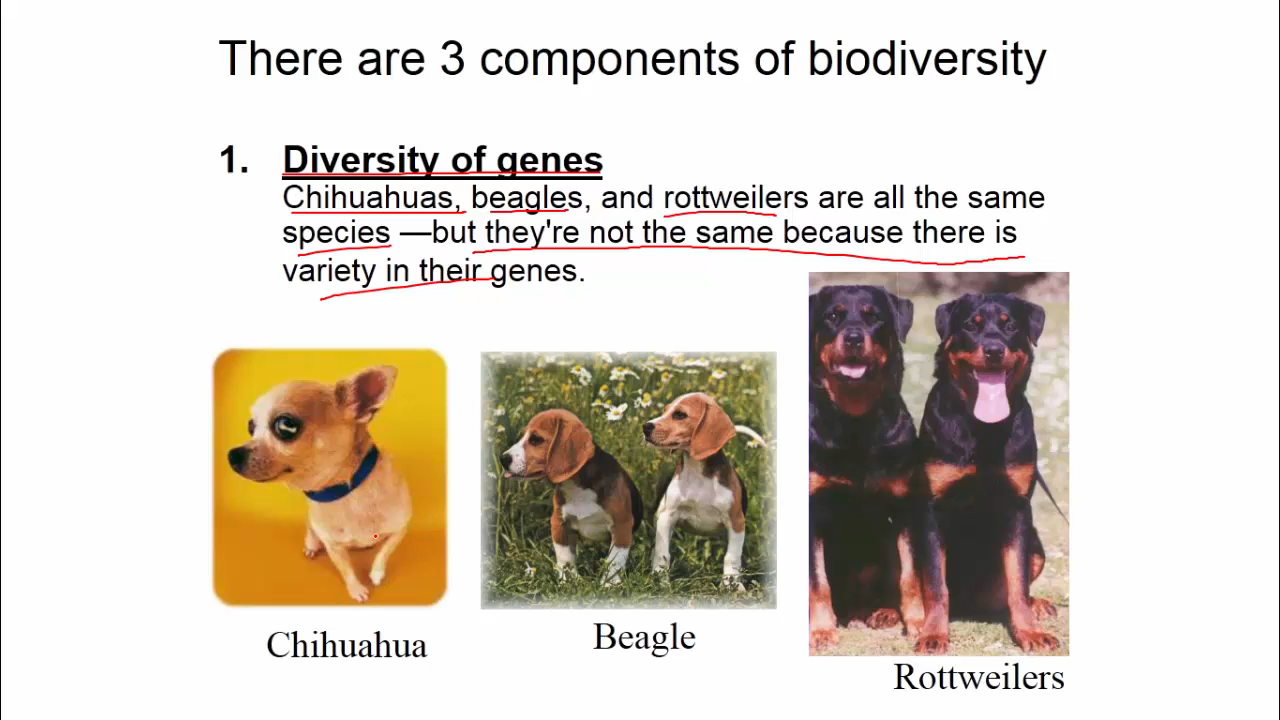 There are 3 components of biodiversity
1. Diversity of genes
Chihuahuas, beagles, and rottweilers are all the same
species —but they're not the same because there is
variety in their genes.
Chihuahua
Beagle
Rottweilers